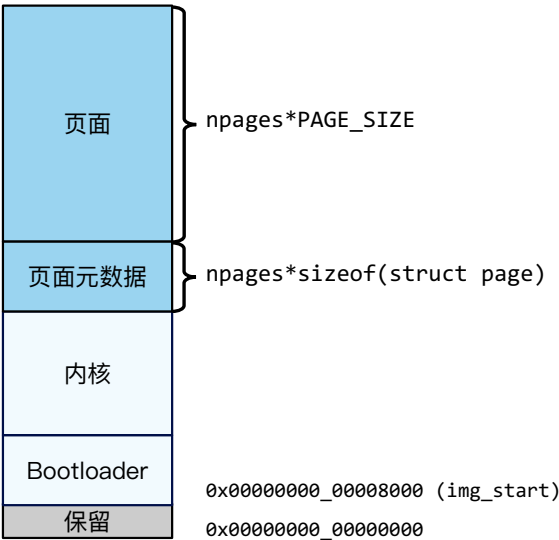 页面
npages*PAGE_SIZE
页面元数据
npages*sizeof(struct page)
内核
Bootloader
0x00000000_00008000 (img_start)
保留
0x00000000_00000000